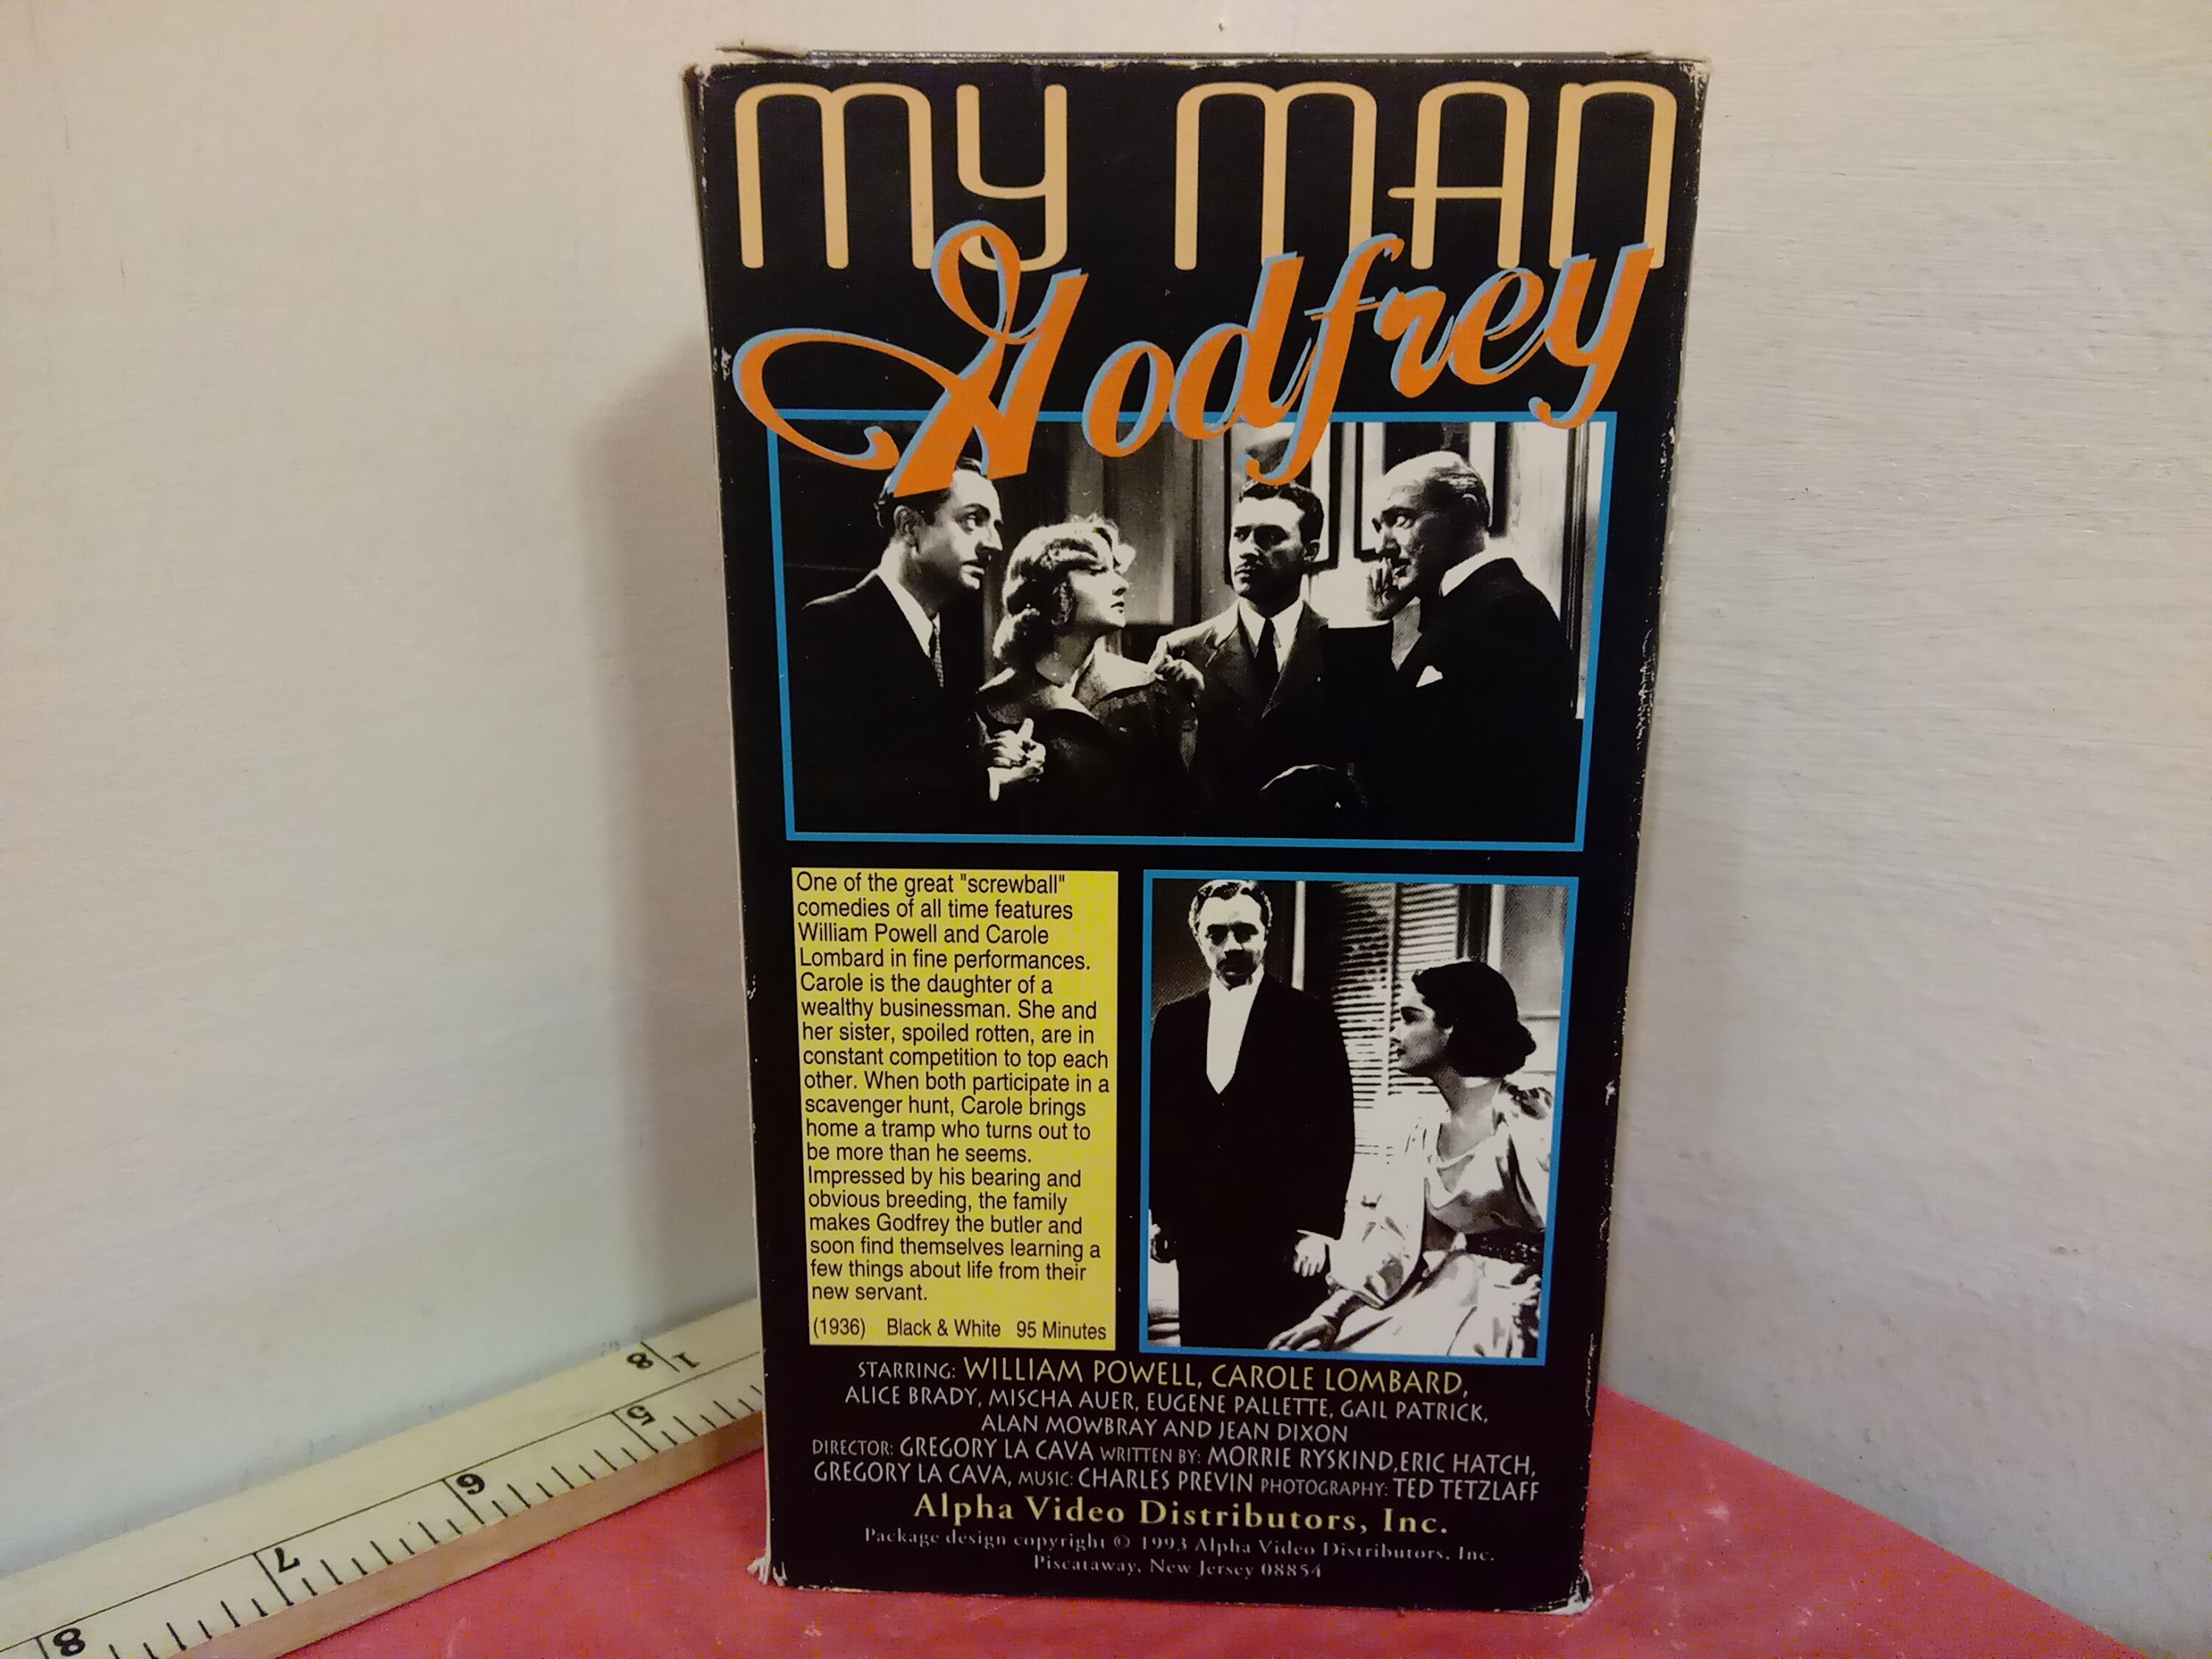 MY MAN
Godfrey
One of the great "screwball"
comedies of all time features
William Powell and Carole
Lombard in fine performances.
Carole is the daughter of a
wealthy businessman. She and
her sister, spoiled rotten, are in
constant competition to top each
other. When both participate in a
scavenger hunt, Carole brings
home a tramp who turns out to
be more than he seems.
Impressed by his bearing and
obvious breeding, the family
makes Godfrey the butler and
soon find themselves learning a
few things about life from their
new servant.
(1936) Black & White 95 Minutes
STARRING: WILLIAM POWELL, CAROLE LOMBARD,
ALICE BRADY, MISCHA AUER, EUGENE PALLETTE, GAIL PATRICK,
ALAN MOWBRAY AND JEAN DIXON
DIRECTOR: GREGORY LA CAVA WRITTEN BY: MORRIE RYSKIND,ERIC HATCH,
GREGORY LA CAVA, MUSIC: CHARLES PREVIN PHOTOGRAPHY: TED TETZLAFF
Alpha Video Distributors, Inc.
Package design copyright © 1993 Alpha Video Distributors, Inc.
Piscataway, New Jersey 08854
8 7 6 5
8 1